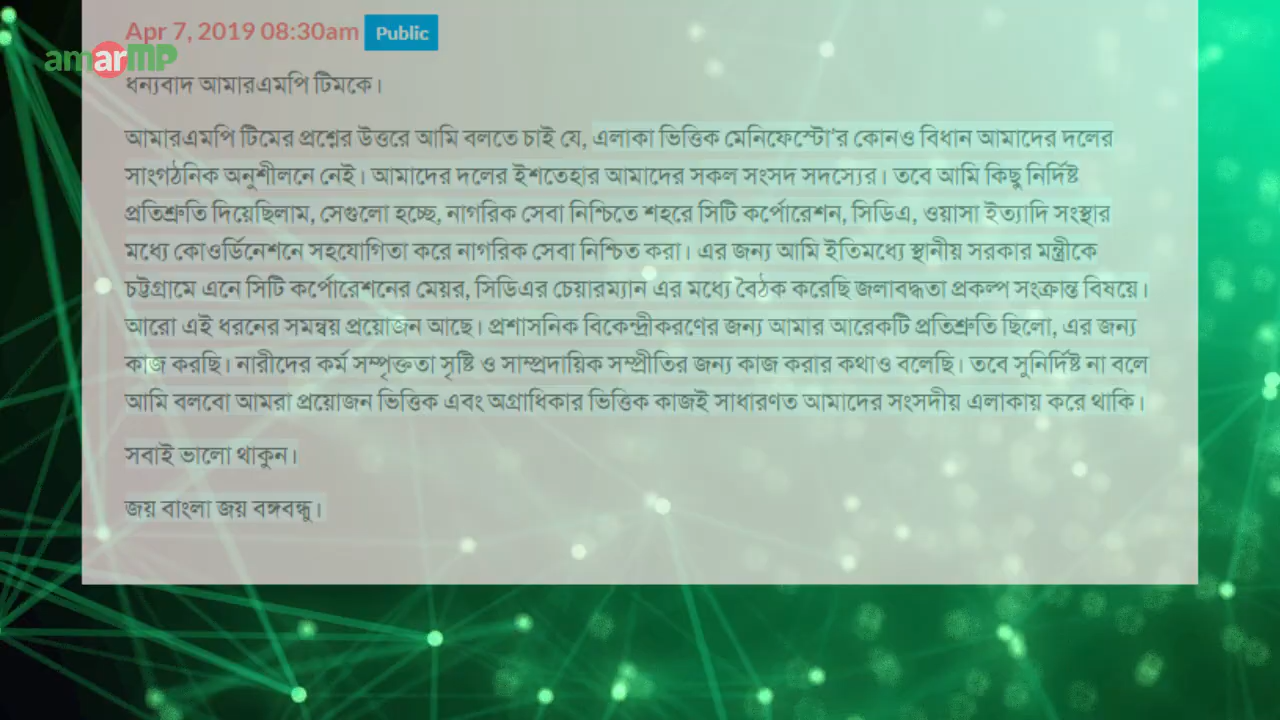 Apr 7, 2019 08:30am Public
amarMP
ধন্যবাদ আমারএমপি টিমকে।
আমারএমপি টিমের প্রশ্নের উত্তরে আমি বলতে চাই যে, এলাকা ভিত্তিক মেনিফেস্টো'র কোনও বিধান আমাদের দলের
সাংগঠনিক অনুশীলনে নেই। আমাদের দলের ইশতেহার আমাদের সকল সংসদ সদস্যের। তবে আমি কিছু নির্দিষ্ট
প্রতিশ্রুতি দিয়েছিলাম, সেগুলো হচ্ছে, নাগরিক সেবা নিশ্চিতে শহরে সিটি কর্পোরেশন, সিডিএ, ওয়াসা ইত্যাদি সংস্থার
মধ্যে কোওর্ডিনেশনে সহযোগিতা করে নাগরিক সেবা নিশ্চিত করা। এর জন্য আমি ইতিমধ্যে স্থানীয় সরকার মন্ত্রীকে
চট্টগ্রামে এনে সিটি কর্পোরেশনের মেয়র, সিডিএর চেয়ারম্যান এর মধ্যে বৈঠক করেছি জলাবদ্ধতা প্রকল্প সংক্রান্ত বিষয়ে।
আরো এই ধরনের সমন্বয় প্রয়োজন আছে। প্রশাসনিক বিকেন্দ্রীকরণের জন্য আমার আরেকটি প্রতিশ্রুতি ছিলো, এর জন্য
কাজ করছি। নারীদের কর্ম সম্পৃক্ততা সৃষ্টি ও সাম্প্রদায়িক সম্প্রীতির জন্য কাজ করার কথাও বলেছি। তবে সুনির্দিষ্ট না বলে
আমি বলবো আমরা প্রয়োজন ভিত্তিক এবং অগ্রাধিকার ভিত্তিক কাজই সাধারণত আমাদের সংসদীয় এলাকায় করে থাকি।
সবাই ভালো থাকুন।
জয় বাংলা জয় বঙ্গবন্ধু।